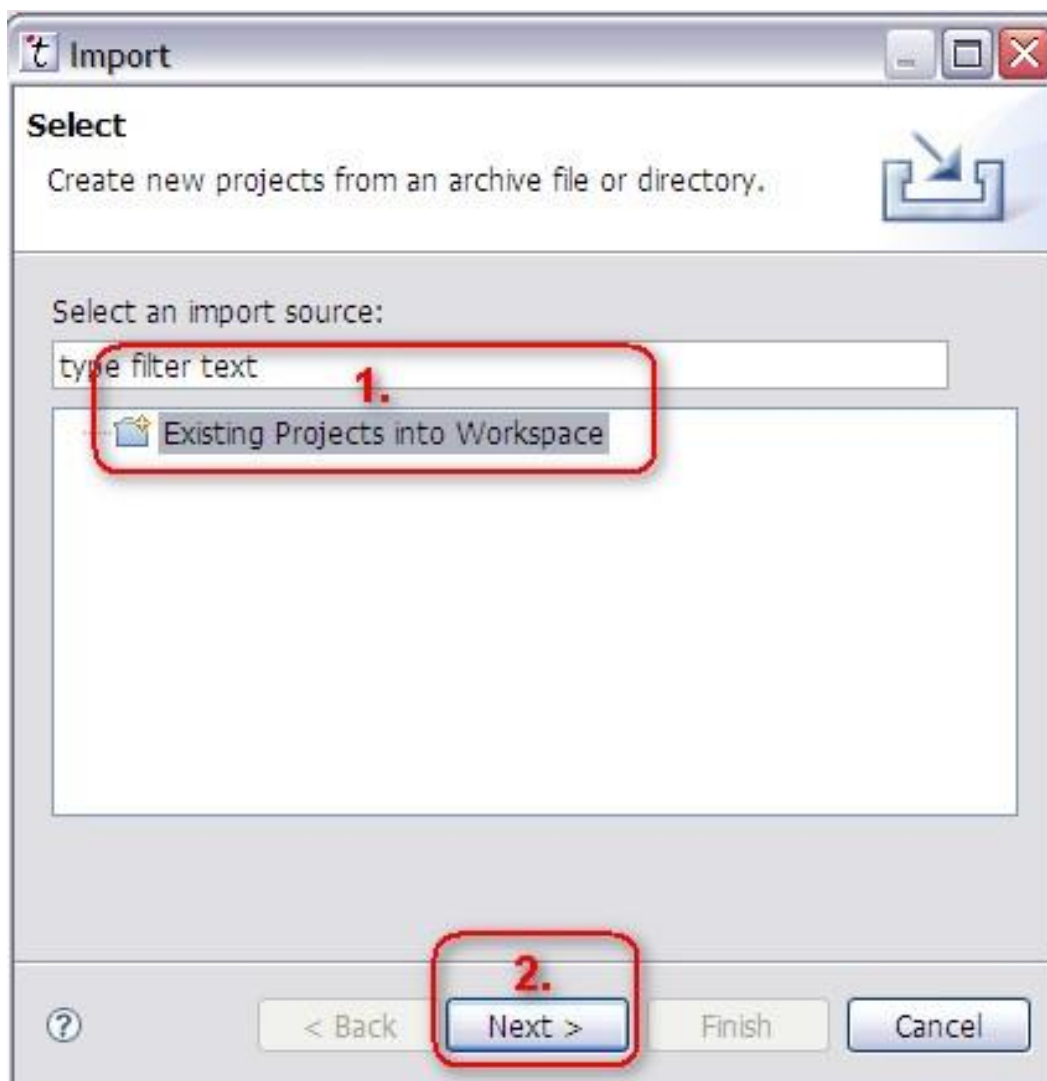 t Import
Select
Create new projects from an archive file or directory.
Select an import source:
type filter text
1.
Existing Projects into Workspace
2.
? < Back Next > Finish Cancel